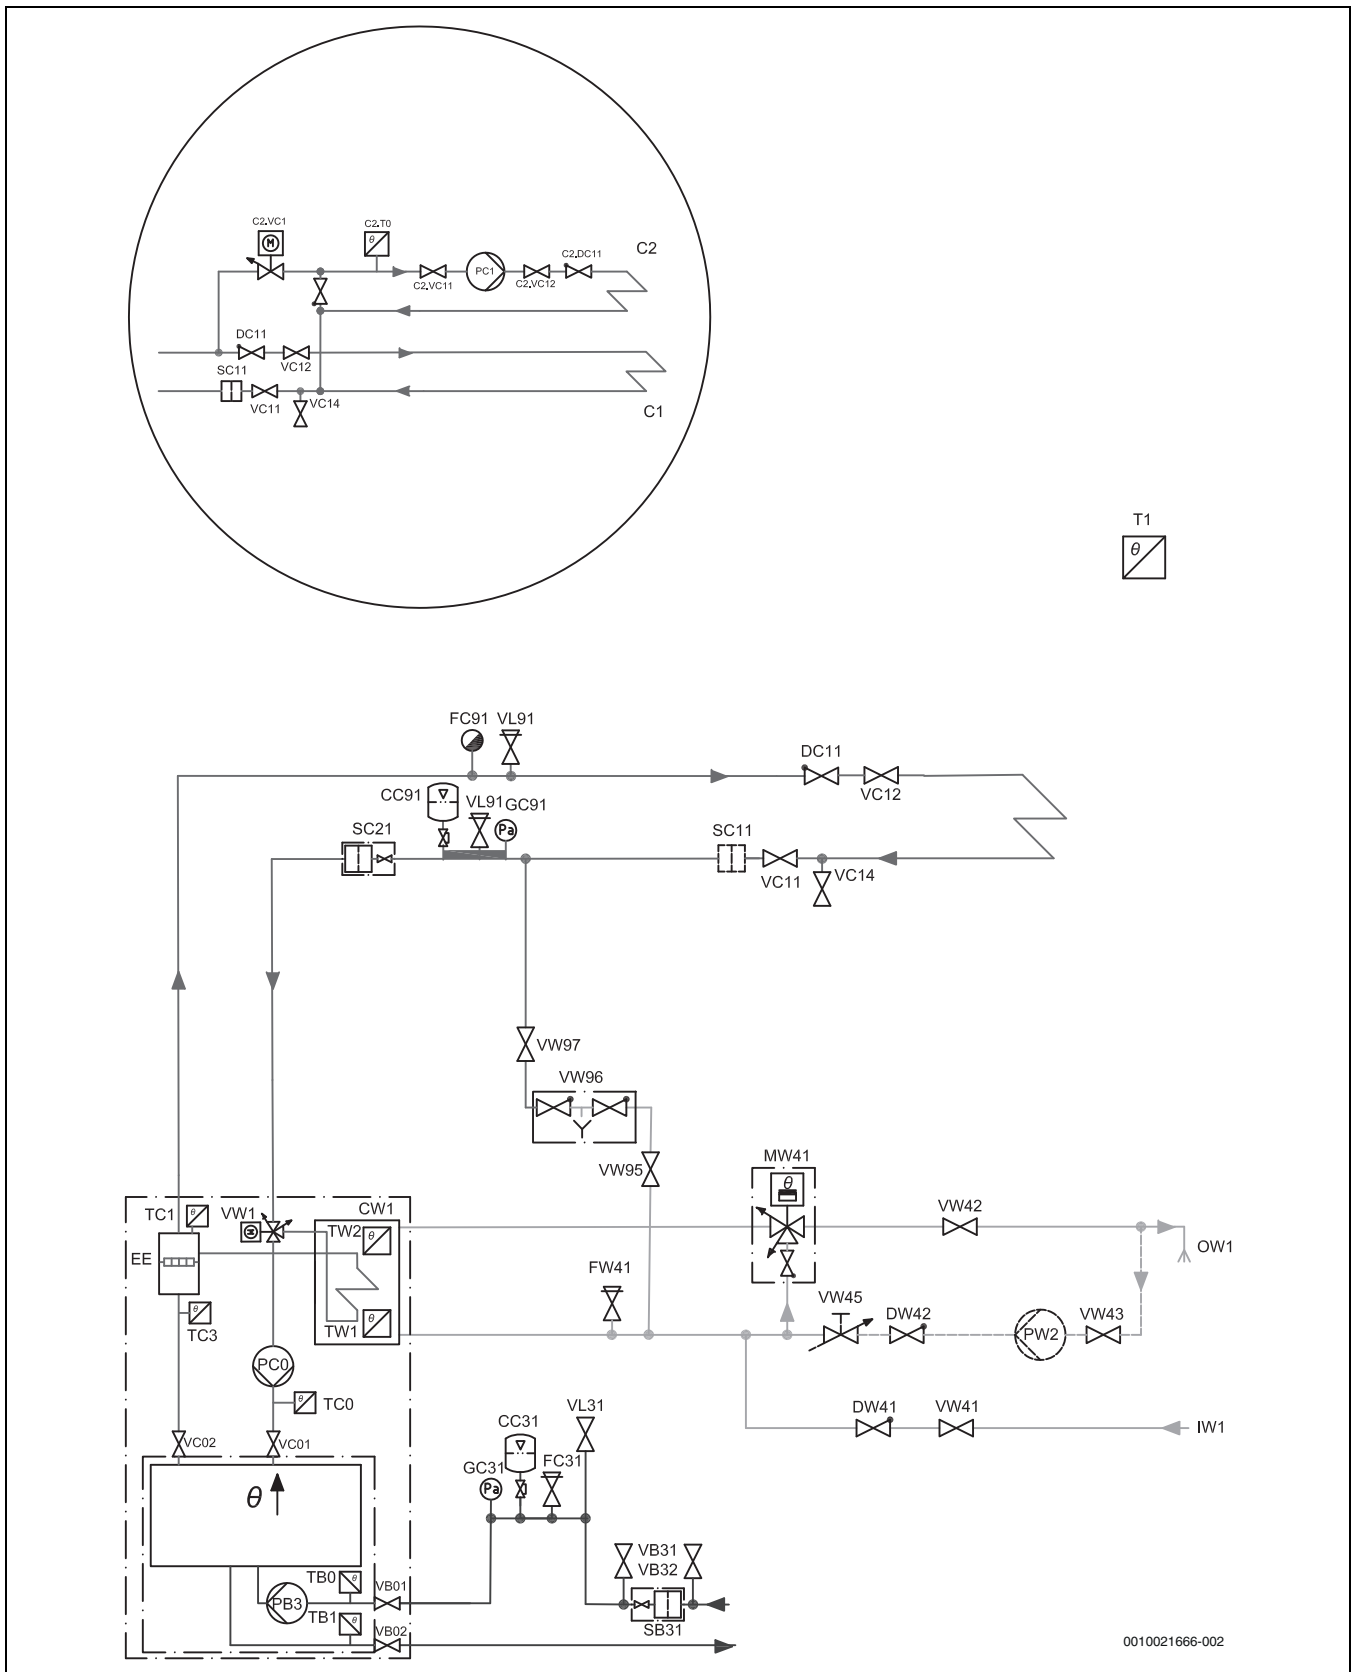 C2.VC1
M
C2.T0
θ
C2.VC11
PC1
C2.VC12
C2.DC11
C2
DC11
VC12
SC11
VC11
VC14
C1
T1
θ
FC91
VL91
DC11
VC12
CC91
VL91
GC91
Pa
SC21
SC11
VC11
VC14
VW97
VW96
VW95
MW41
θ
VW42
OW1
TC1
θ
VW1
M
CW1
TW2
θ
EE
FW41
VW45
DW42
PW2
VW43
TW1
θ
θ
TC3
PC0
θ
TC0
DW41
VW41
IW1
VC02
VC01
VL31
CC31
GC31
Pa
FC31
θ
VB31
VB32
TB0
θ
VB01
PB3
TB1
θ
VB02
SB31
0010021666-002